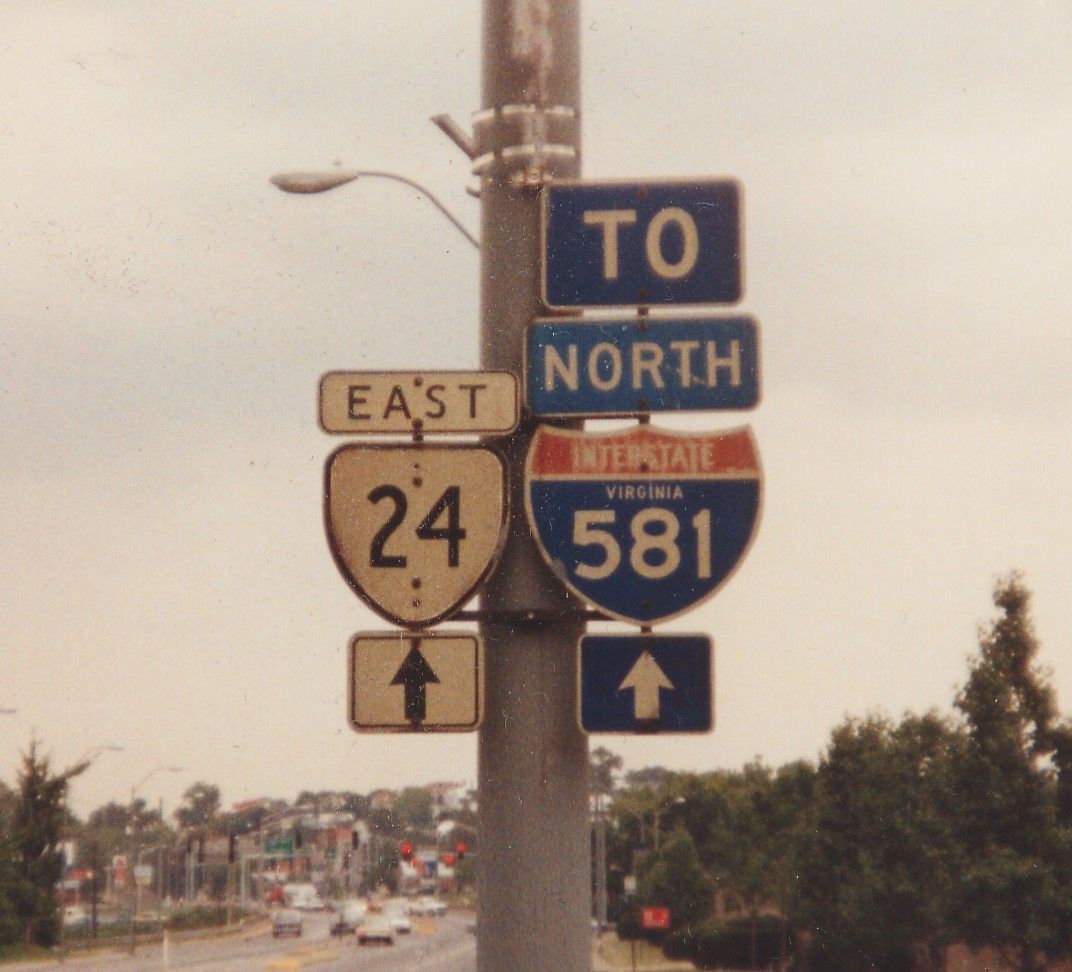 TO
NORTH
INTERSTATE
VIRGINIA
581
EAST
24